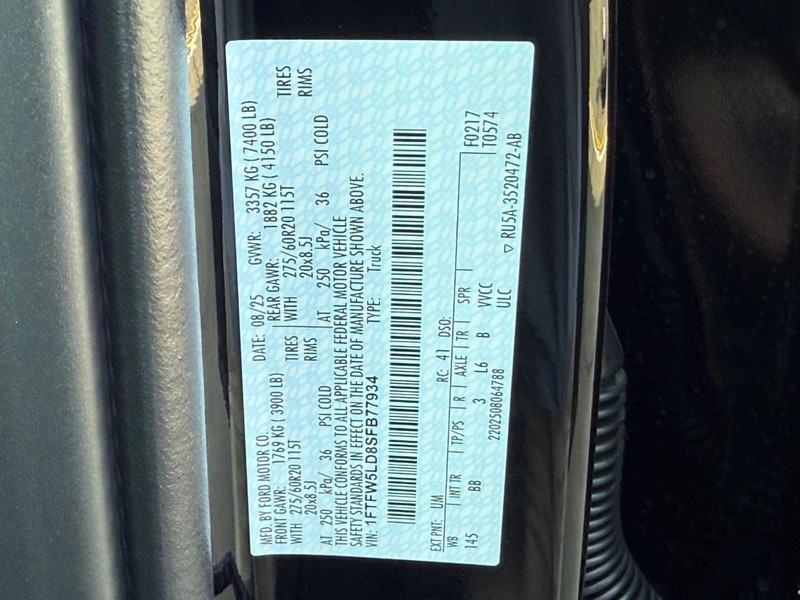 MFD. BY FORD MOTOR CO. DATE: 08/25 GVWR: 3357 KG ( 7400 LB)
FRONT GAWR: 1769 KG ( 3900 LB) REAR GAWR: 1882 KG ( 4150 LB)
WITH 275/60R20 115T TIRES WITH 275/60R20 115T TIRES
20x8.5J RIMS 20x8.5J RIMS
AT 250 kPa/ 36 PSI COLD AT 250 kPa/ 36 PSI COLD
THIS VEHICLE CONFORMS TO ALL APPLICABLE FEDERAL MOTOR VEHICLE
SAFETY STANDARDS IN EFFECT ON THE DATE OF MANUFACTURE SHOWN ABOVE.
VIN: 1FTFW5LD8SFB77934 TYPE: Truck
EXT PNT: UM RC: 41 DSO: F0217
WB INT TR TP/PS R AXLE TR SPR T0574
145 BB 3 L6 B VVCC
2202508064788 ULC
▽ RU5A-3520472-AB